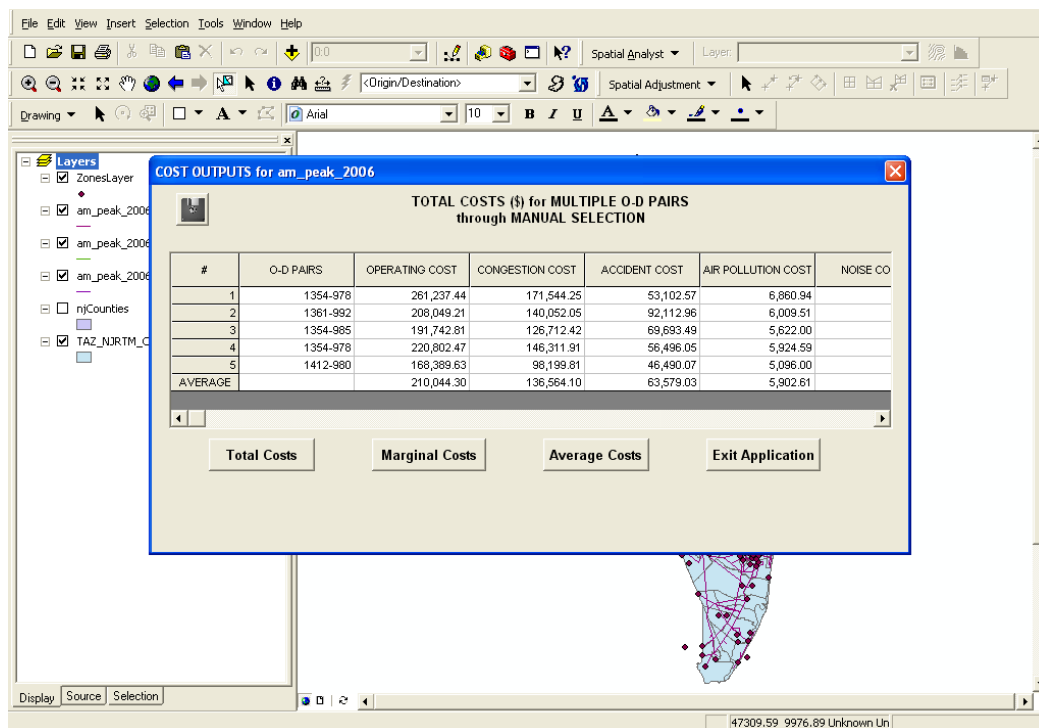 File Edit View Insert Selection Tools Window Help
0:0 Spatial Analyst Layer:
<Origin/Destination> Spatial Adjustment
Drawing A Arial 10 B I U A
Layers
ZonesLayer
am_peak_2006
am_peak_2006
am_peak_2006
njCounties
TAZ_NJRTM_C
COST OUTPUTS for am_peak_2006
TOTAL COSTS ($) for MULTIPLE O-D PAIRS
through MANUAL SELECTION
# O-D PAIRS OPERATING COST CONGESTION COST ACCIDENT COST AIR POLLUTION COST NOISE CO
1 1354-978 261,237.44 171,544.25 53,102.57 6,860.94
2 1361-992 208,049.21 140,052.05 92,112.96 6,009.51
3 1354-985 191,742.81 126,712.42 69,693.49 5,622.00
4 1354-978 220,802.47 146,311.91 56,496.05 5,924.59
5 1412-980 168,389.63 98,199.81 46,490.07 5,096.00
AVERAGE 210,044.30 136,564.10 63,579.03 5,902.61
Total Costs Marginal Costs Average Costs Exit Application
Display Source Selection
47309.59 9976.89 Unknown Un